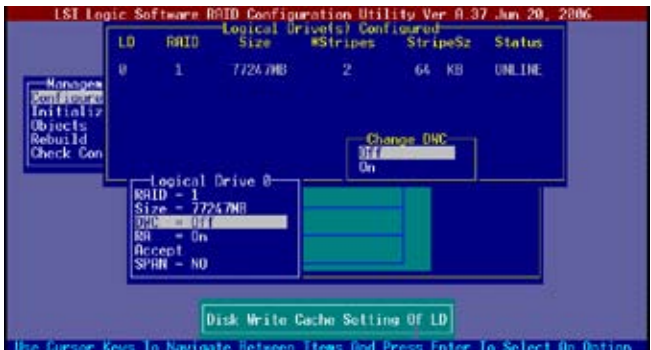 LSI Logic Software RAID Configuration Utility Ver A.37 Jun 20, 2006
Logical Drive(s) Configured
LD RAID Size #Stripes StripeSz Status
0 1 77247MB 2 64 KB ONLINE
Managem
Configure
Initializ
Objects
Rebuild
Check Con
Change DWC
Off
On
Logical Drive 0
RAID - 1
Size - 77247MB
DWC = Off
RA = On
Accept
SPAN - NO
Disk Write Cache Setting Of LD
Use Cursor Keys To Navigate Between Items And Press Enter To Select An Option